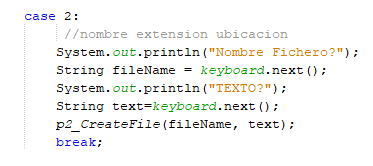 case 2:
//nombre extension ubicacion
System.out.println("Nombre Fichero?");
String fileName = keyboard.next();
System.out.println("TEXTO?");
String text=keyboard.next();
p2_CreateFile(fileName, text);
break;